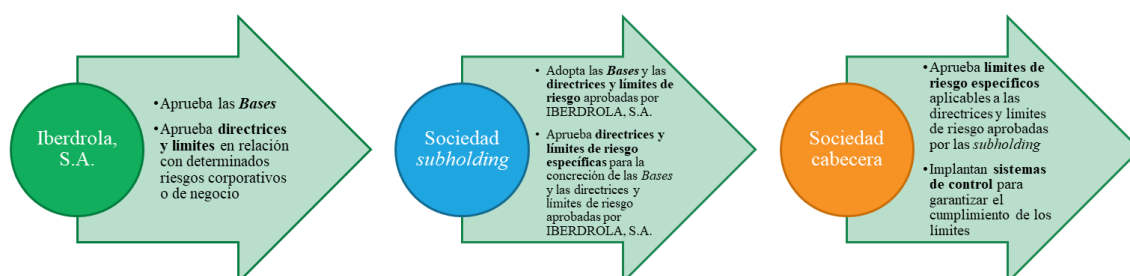 Iberdrola,
S.A.
•Aprueba las Bases
•Aprueba directrices
y límites en relación
con determinados
riesgos corporativos
o de negocio
Sociedad
subholding
• Adopta las Bases y las
directrices y límites de
riesgo aprobadas por
IBERDROLA, S.A.
• Aprueba directrices y
límites de riesgo
específicas para la
concreción de las Bases
y las directrices y
límites de riesgo
aprobadas por
IBERDROLA, S.A.
Sociedad
cabecera
•Aprueba límites de
riesgo específicos
aplicables a las
directrices y límites
de riesgo aprobadas
por las subholding
•Implantan sistemas
de control para
garantizar el
cumplimiento de los
límites